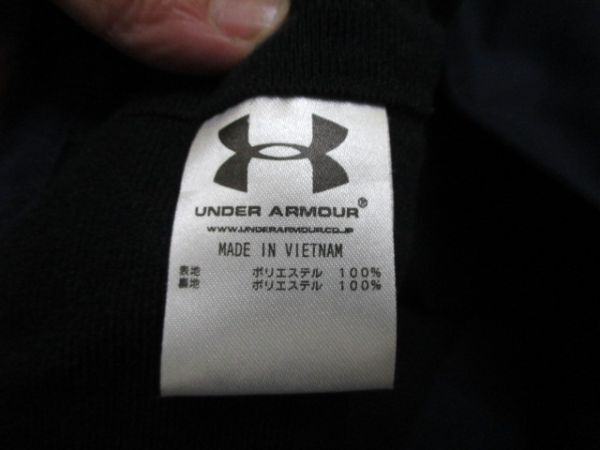 UNDER ARMOUR®
WWW.UNDERARMOUR.CO.JP
MADE IN VIETNAM
表地 ポリエステル 100%
裏地 ポリエステル 100%